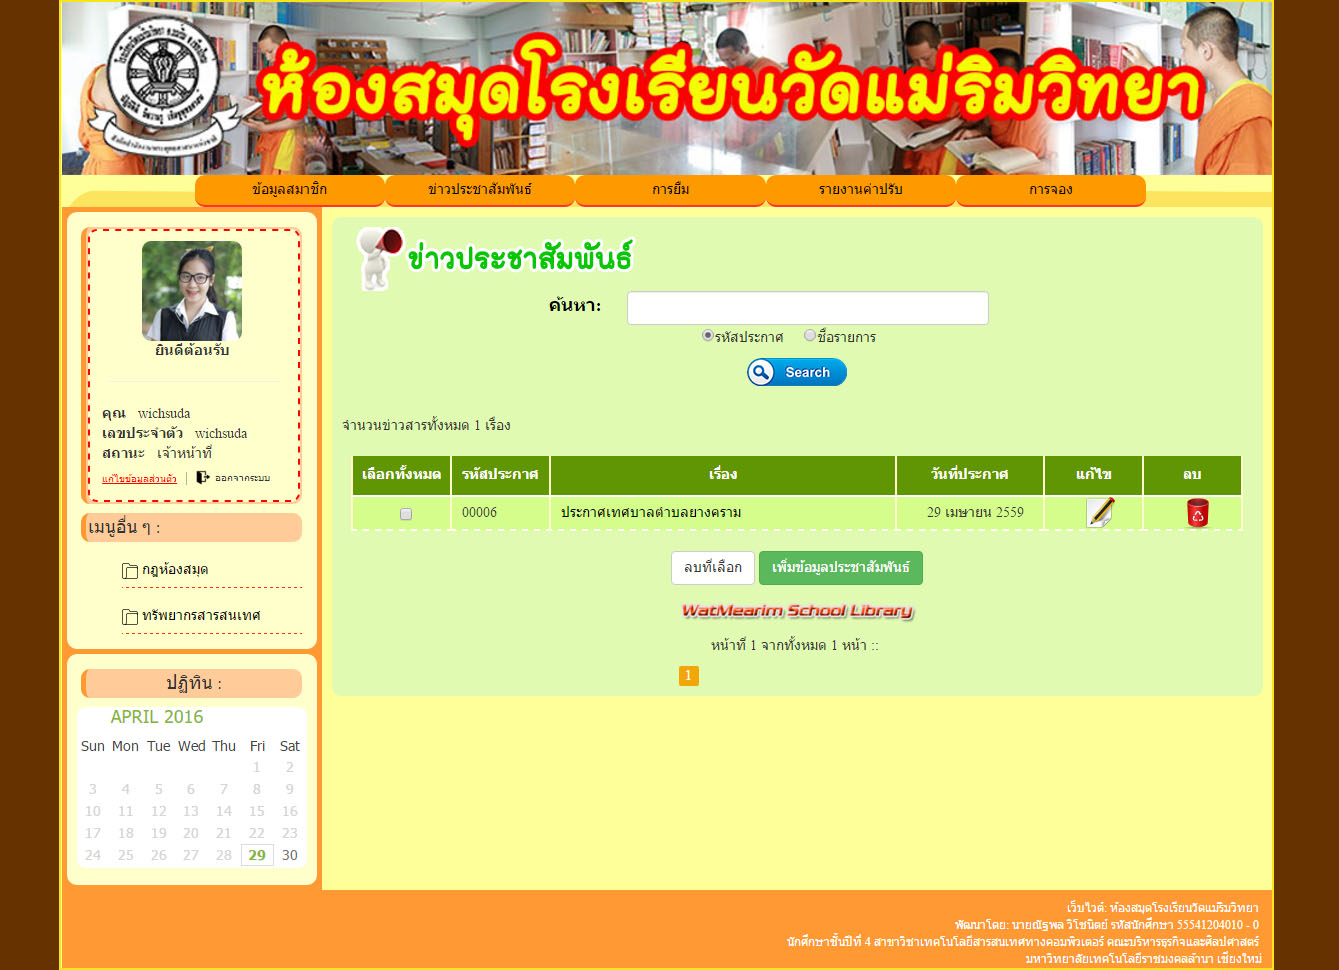 ห้องสมุดโรงเรียนวัดแม่ริมวิทยา
ข้อมูลสมาชิก ข่าวประชาสัมพันธ์ การยืม รายงานค่าปรับ การจอง
ยินดีต้อนรับ
คุณ wichsuda
เลขประจำตัว wichsuda
สถานะ เจ้าหน้าที่
แก้ไขข้อมูลส่วนตัว ออกจากระบบ
เมนูอื่น ๆ :
กฎห้องสมุด
ทรัพยากรสารสนเทศ
ปฏิทิน :
APRIL 2016
Sun Mon Tue Wed Thu Fri Sat
1 2
3 4 5 6 7 8 9
10 11 12 13 14 15 16
17 18 19 20 21 22 23
24 25 26 27 28 29 30
ข่าวประชาสัมพันธ์
ค้นหา:
รหัสประกาศ ชื่อรายการ
Search
จำนวนข่าวสารทั้งหมด 1 เรื่อง
เลือกทั้งหมด รหัสประกาศ เรื่อง วันที่ประกาศ แก้ไข ลบ
00006 ประกาศเทศบาลตำบลยางคราม 29 เมษายน 2559
ลบที่เลือก เพิ่มข้อมูลประชาสัมพันธ์
WatMearim School Library
หน้าที่ 1 จากทั้งหมด 1 หน้า ::
1
เว็บไวต์: ห้องสมุดโรงเรียนวัดแม่ริมวิทยา
พัฒนาโดย: นายณัฐพล วิโชนิตย์ รหัสนักศึกษา 55541204010 - 0
นักศึกษาชั้นปีที่ 4 สาขาวิชาเทคโนโลยีสารสนเทศทางคอมพิวเตอร์ คณะบริหารธุรกิจและศิลปศาสตร์
มหาวิทยาลัยเทคโนโลยีราชมงคลล้านา เชียงใหม่